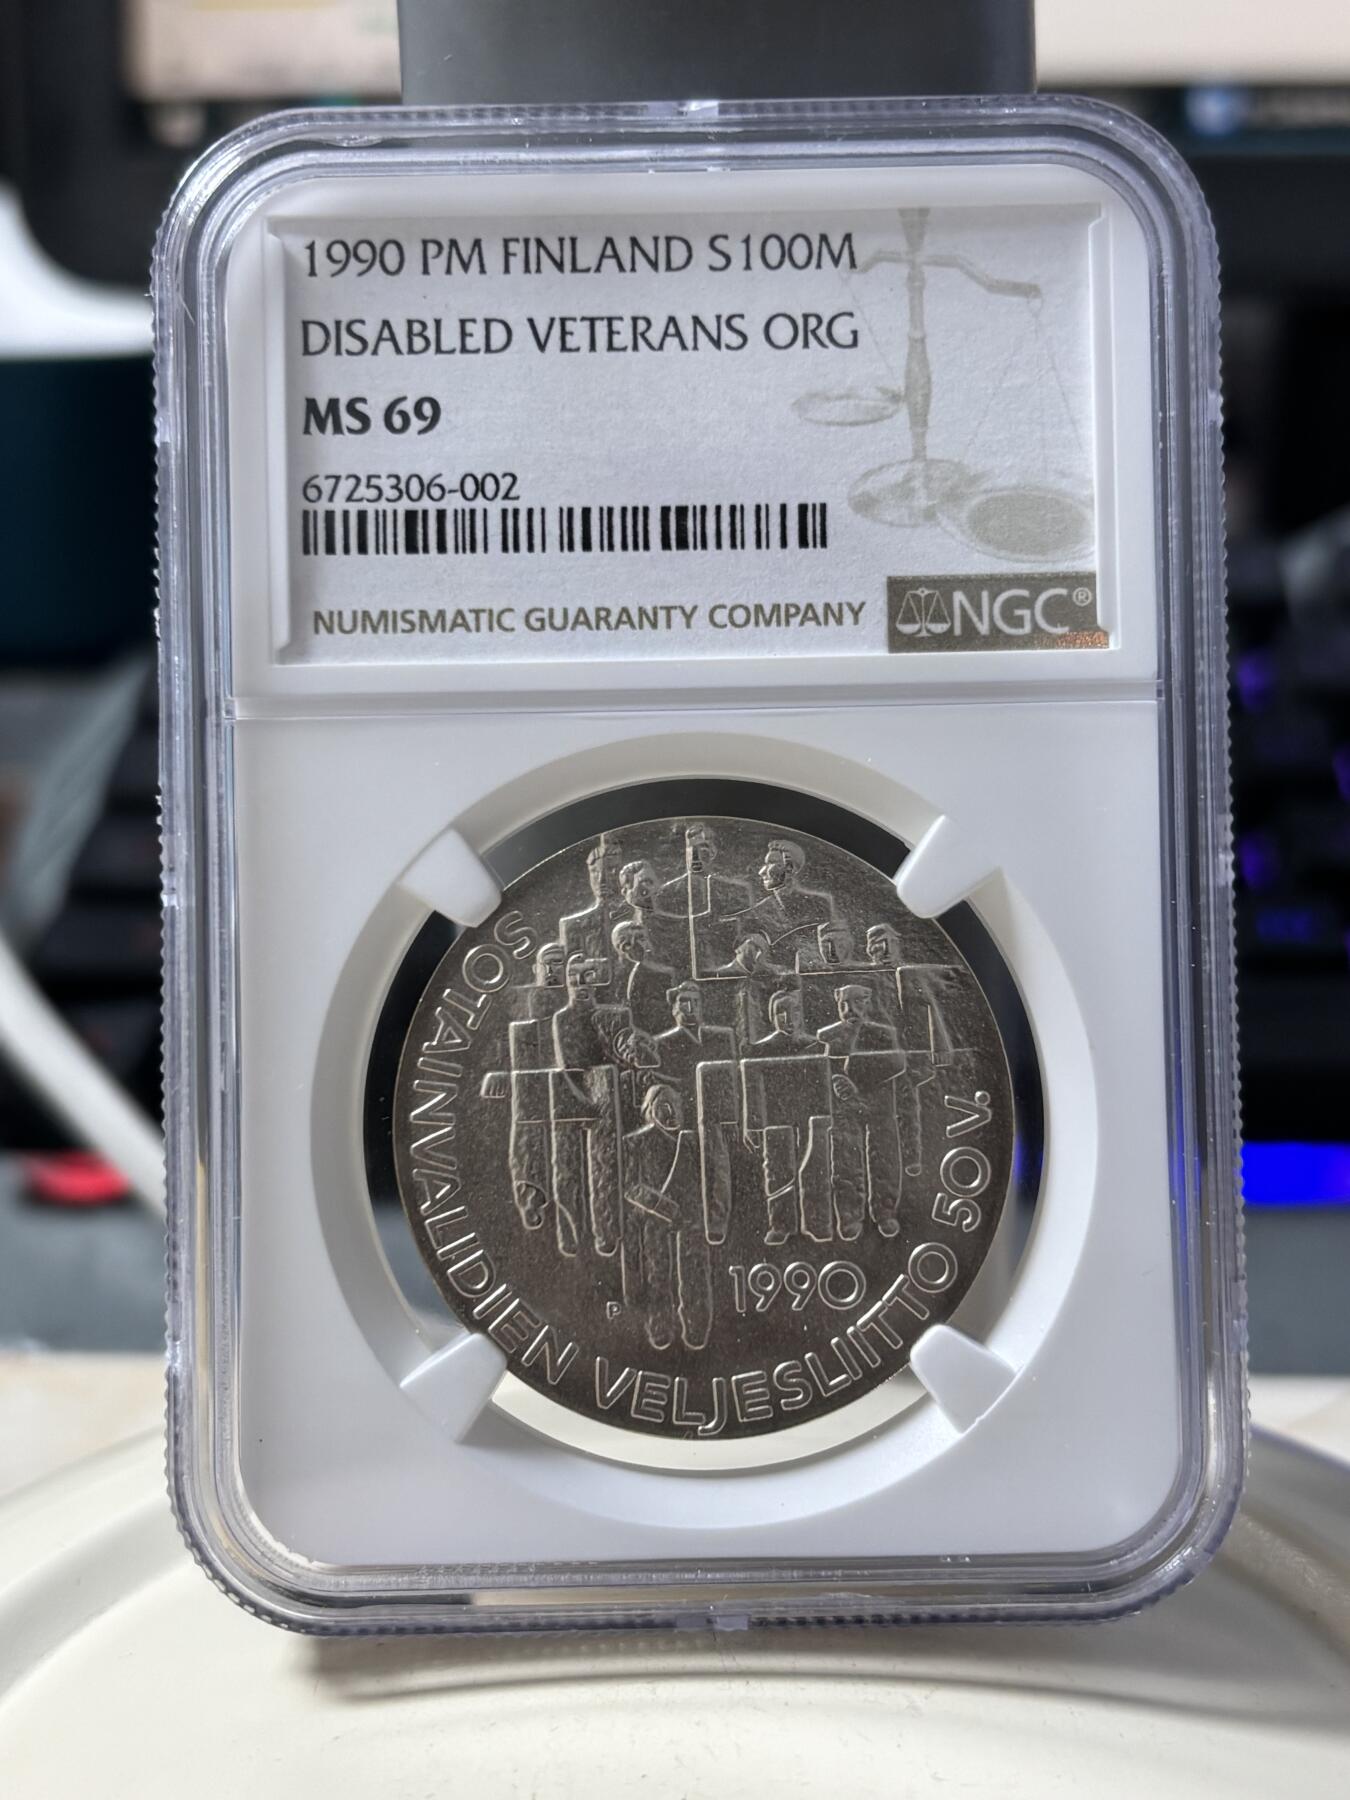 1990 PM FINLAND S100M
DISABLED VETERANS ORG
MS 69
6725306-002
NUMISMATIC GUARANTY COMPANY
NGC®
SOTAINVALIDIEN VELJESLIITTO 50 V.
P
1990